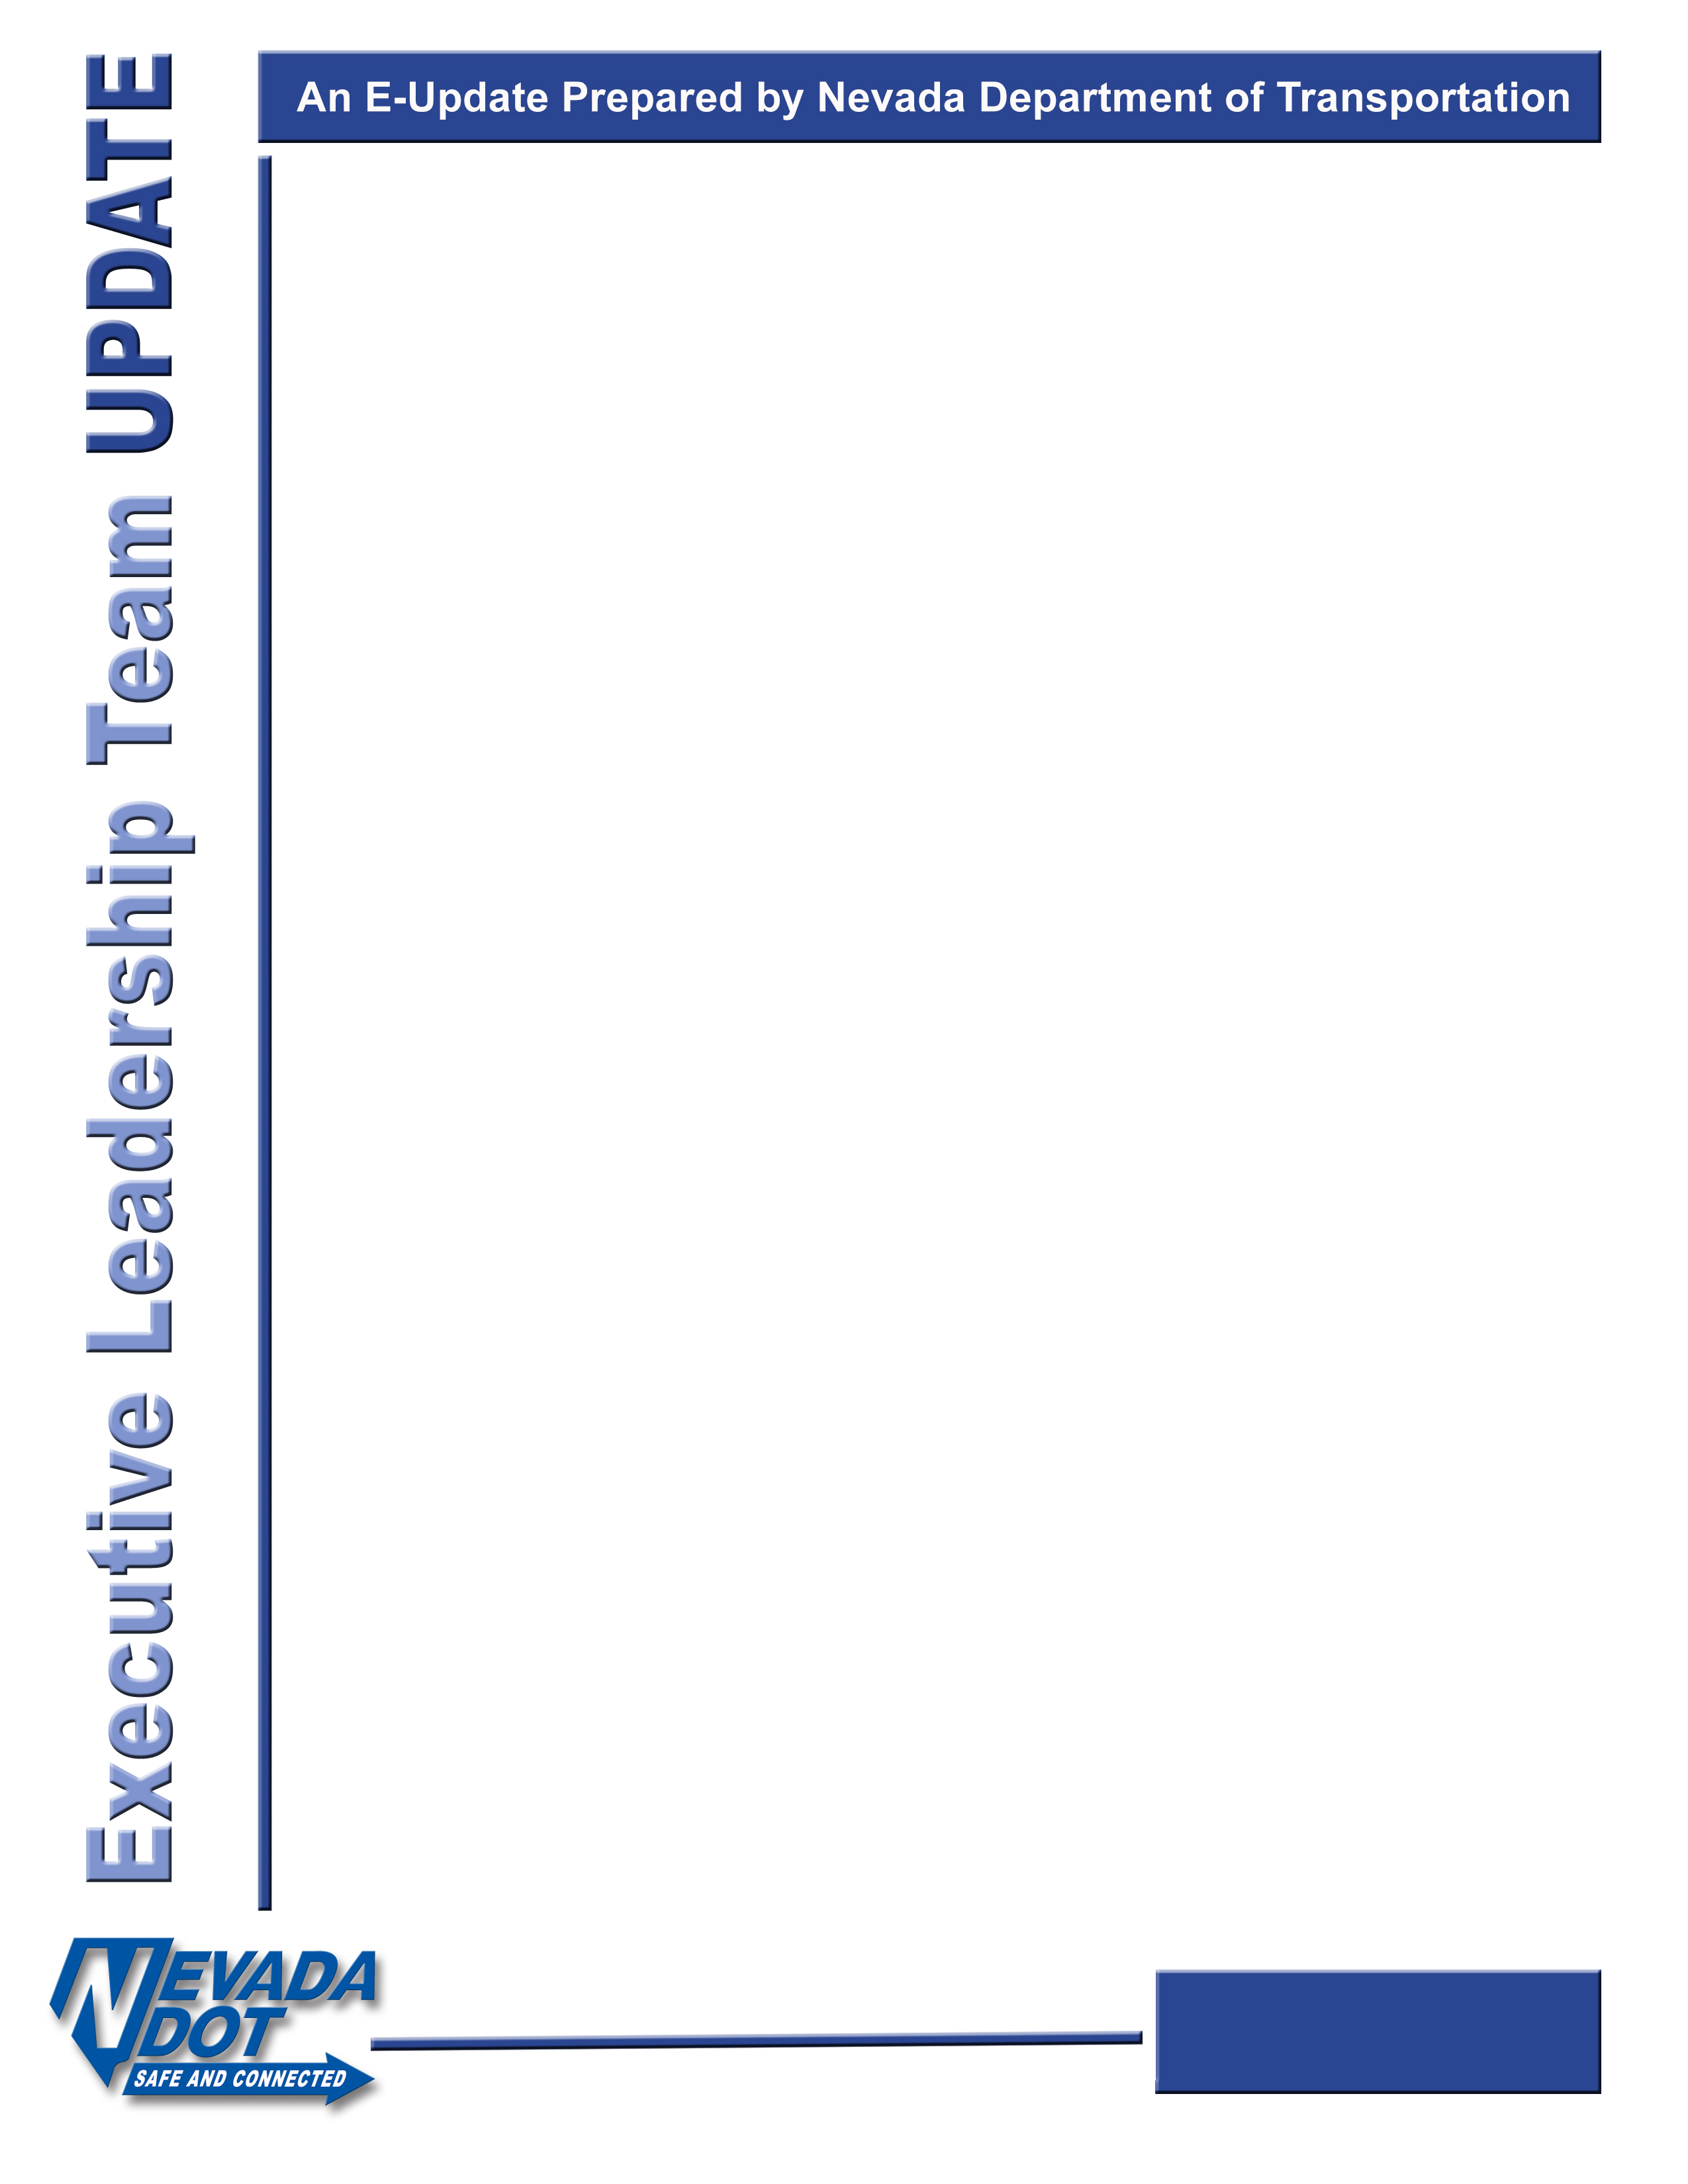 An E-Update Prepared by Nevada Department of Transportation
Executive Leadership Team UPDATE
NEVADA
DOT
SAFE AND CONNECTED